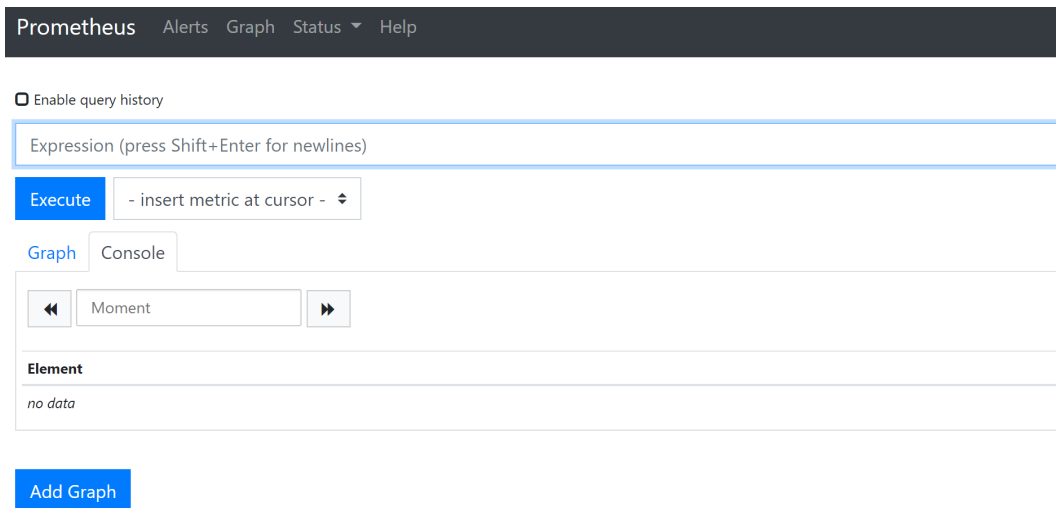 Prometheus Alerts Graph Status Help
Enable query history
Expression (press Shift+Enter for newlines)
Execute - insert metric at cursor -
Graph Console
Moment
Element
no data
Add Graph